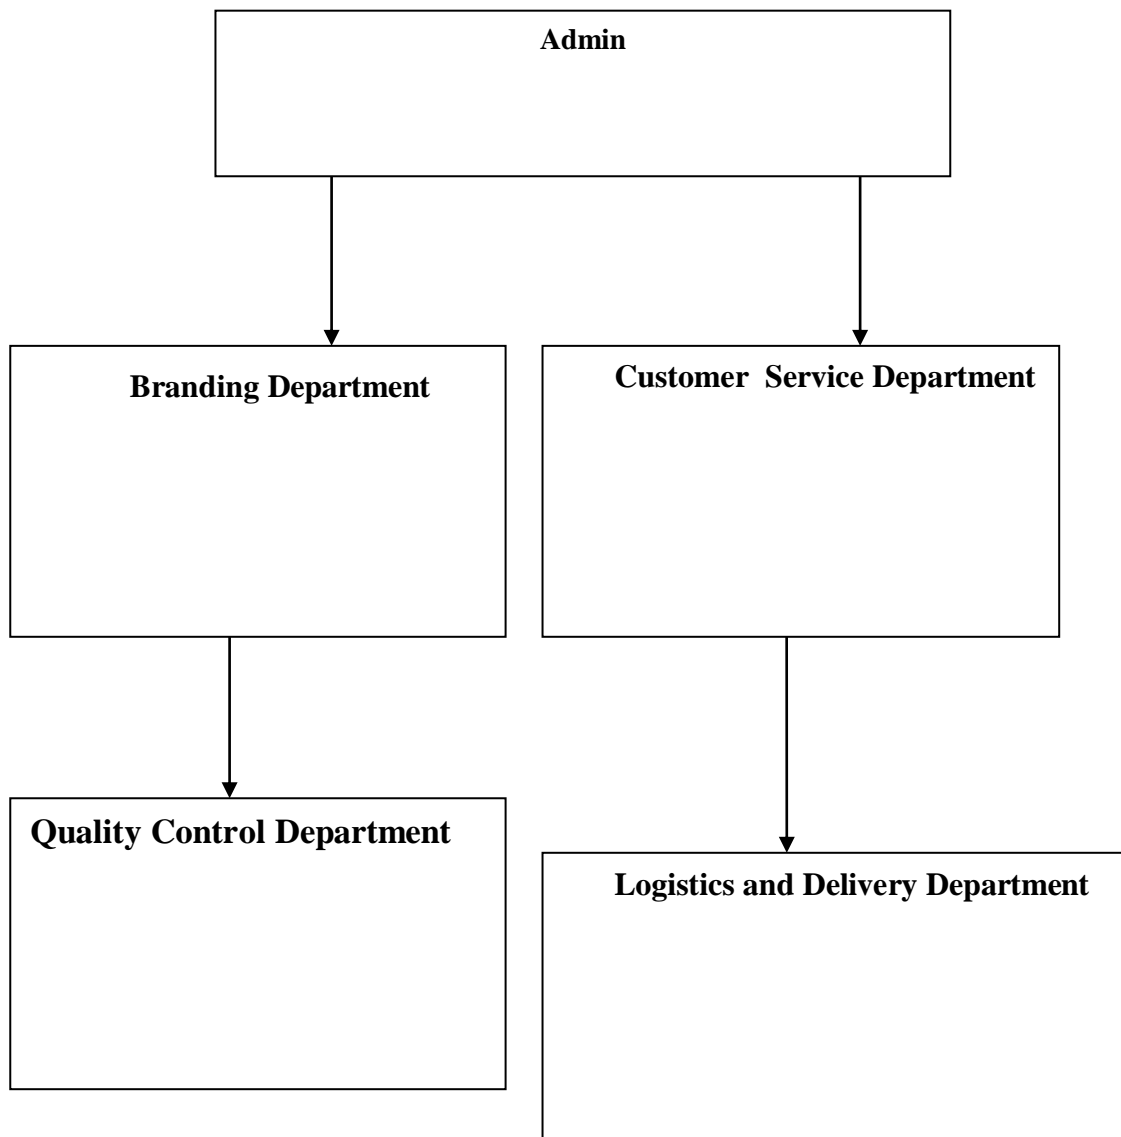 Admin
Branding Department
Customer  Service Department
Quality Control Department
Logistics and Delivery Department